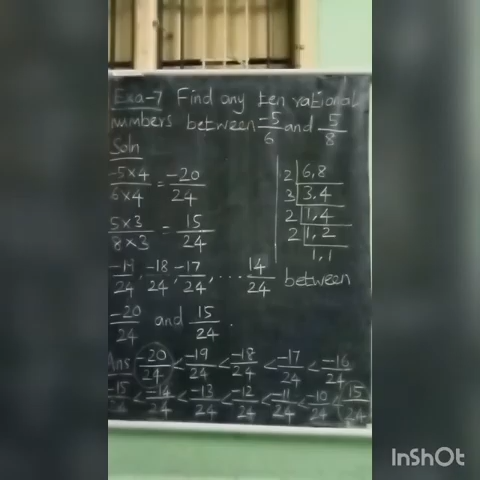 Exa-7 Find any ten rational
numbers between -5/6 and 5/8
Soln
-5×4/6×4 = -20/24
5×3/8×3 = 15/24
2 | 6,8
3 | 3,4
2 | 1,4
2 | 1,2
1,1
-19/24, -18/24, -17/24, ... 14/24 between
-20/24 and 15/24.
Ans -20/24 < -19/24 < -18/24 < -17/24 < -16/24
-15/24 < -14/24 < -13/24 < -12/24 < -11/24 < -10/24 < 15/24
InShOt